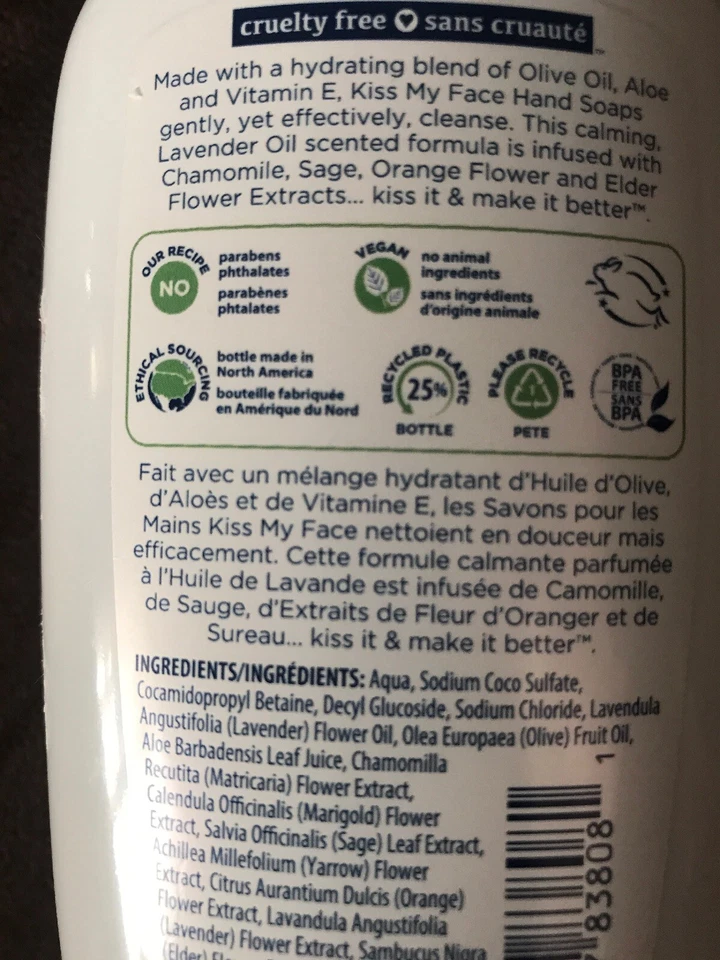 cruelty free sans cruauté
Made with a hydrating blend of Olive Oil, Aloe
and Vitamin E, Kiss My Face Hand Soaps
gently, yet effectively, cleanse. This calming,
Lavender Oil scented formula is infused with
Chamomile, Sage, Orange Flower and Elder
Flower Extracts... kiss it & make it better™.
OUR RECIPE
NO
parabens
phthalates
parabènes
phtalates
VEGAN
no animal
ingredients
sans ingrédients
d'origine animale
ETHICAL SOURCING
bottle made in
North America
bouteille fabriquée
en Amérique du Nord
RECYCLED PLASTIC
25%
BOTTLE
PLEASE RECYCLE
PETE
BPA
FREE
SANS
BPA
Fait avec un mélange hydratant d'Huile d'Olive,
d'Aloès et de Vitamine E, les Savons pour les
Mains Kiss My Face nettoient en douceur mais
efficacement. Cette formule calmante parfumée
à l'Huile de Lavande est infusée de Camomille,
de Sauge, d'Extraits de Fleur d'Oranger et de
Sureau... kiss it & make it better™.
INGREDIENTS/INGRÉDIENTS: Aqua, Sodium Coco Sulfate,
Cocamidopropyl Betaine, Decyl Glucoside, Sodium Chloride, Lavendula
Angustifolia (Lavender) Flower Oil, Olea Europaea (Olive) Fruit Oil,
Aloe Barbadensis Leaf Juice, Chamomilla
Recutita (Matricaria) Flower Extract,
Calendula Officinalis (Marigold) Flower
Extract, Salvia Officinalis (Sage) Leaf Extract,
Achillea Millefolium (Yarrow) Flower
Extract, Citrus Aurantium Dulcis (Orange)
Flower Extract, Lavandula Angustifolia
(Lavender) Flower Extract, Sambucus Nigra
(Elder)
1
83808